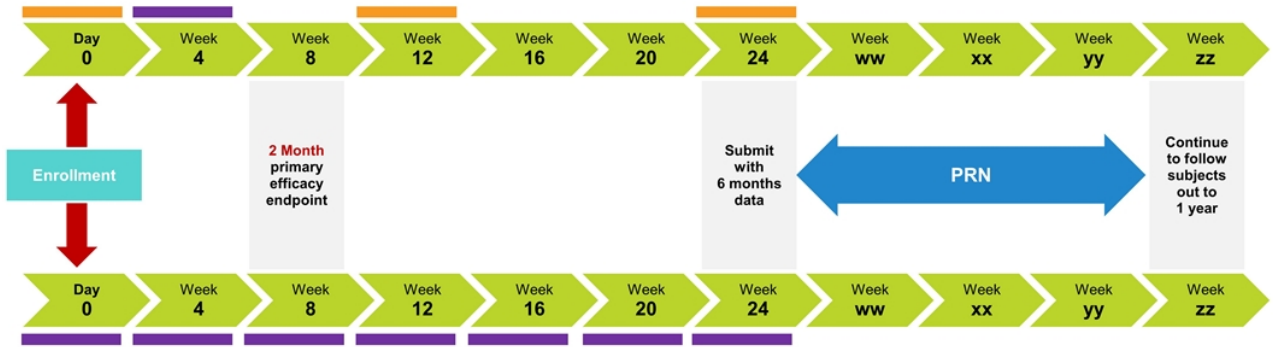 Day
0
Week
4
Week
8
Week
12
Week
16
Week
20
Week
24
Week
ww
Week
xx
Week
yy
Week
zz
Enrollment
2 Month
primary
efficacy
endpoint
Submit
with
6 months
data
PRN
Continue
to follow
subjects
out to
1 year
Day
0
Week
4
Week
8
Week
12
Week
16
Week
20
Week
24
Week
ww
Week
xx
Week
yy
Week
zz